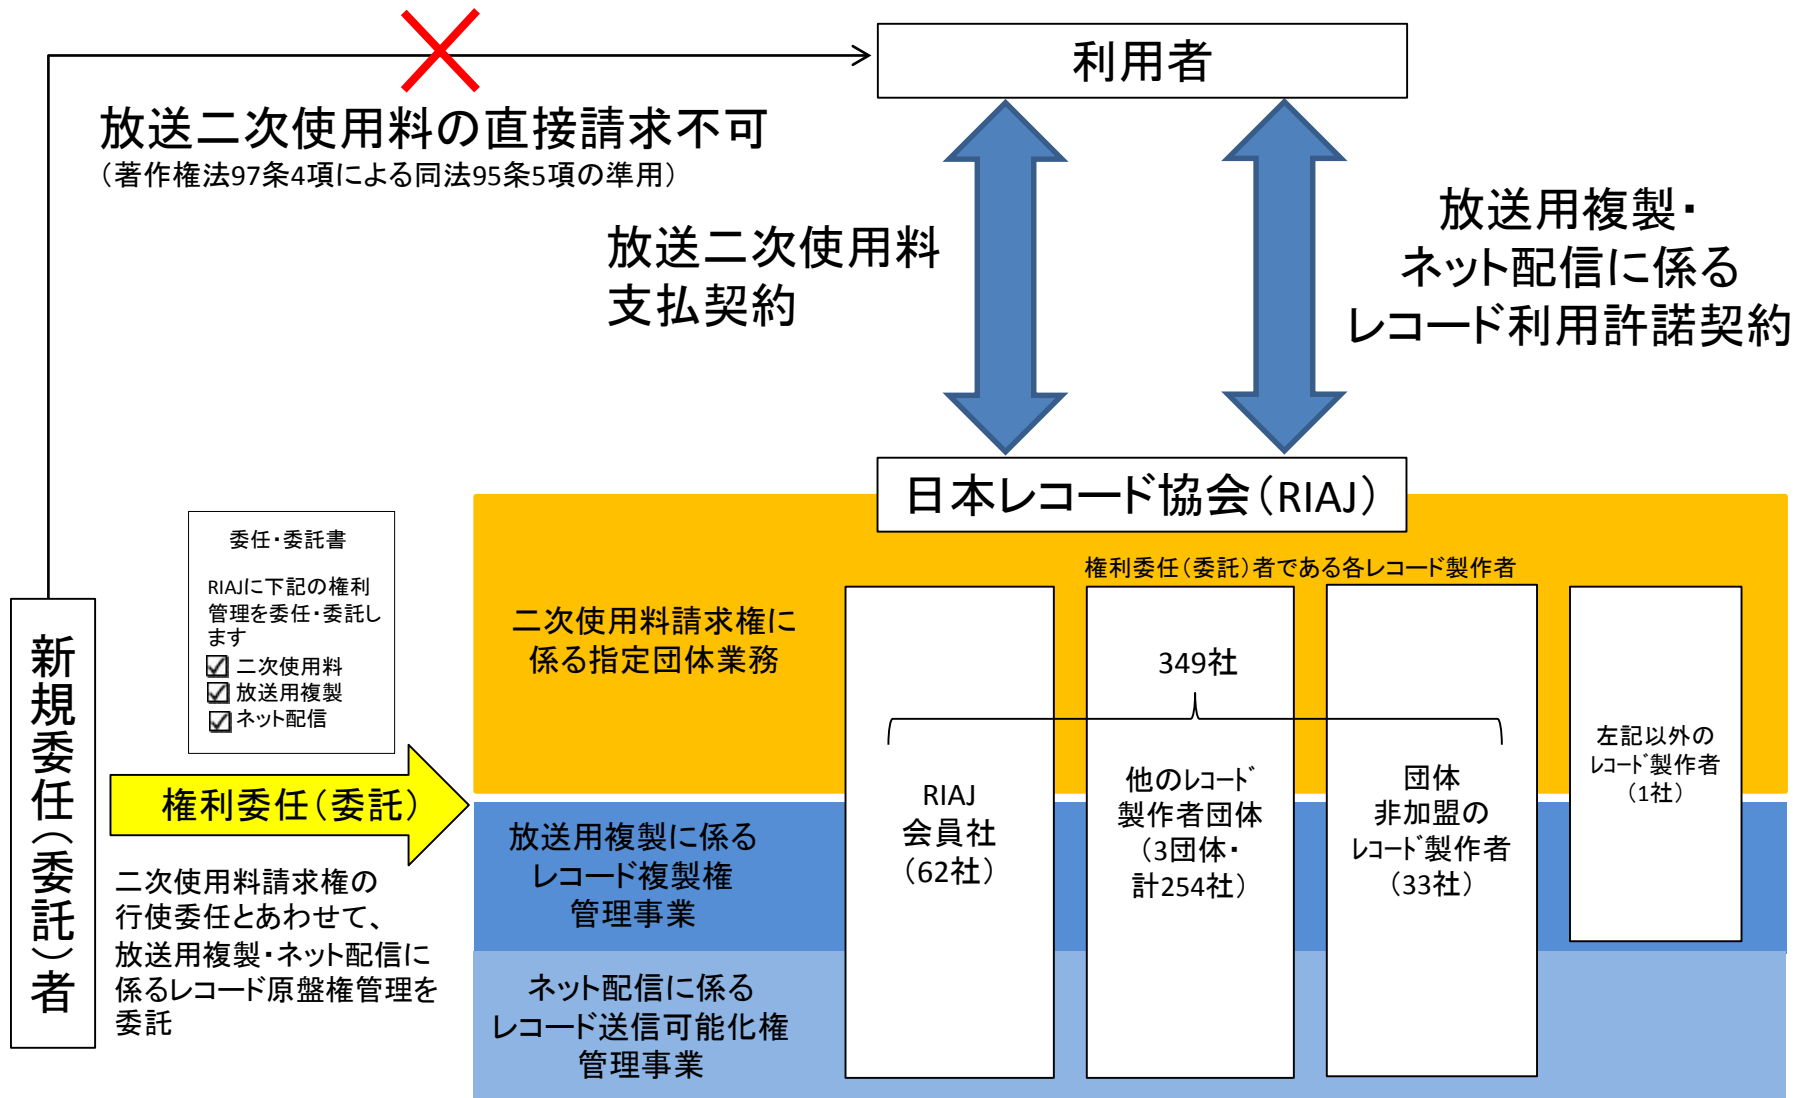 利用者
放送二次使用料の直接請求不可
（著作権法97条4項による同法95条5項の準用）
放送二次使用料
支払契約
放送用複製・
ネット配信に係る
レコード利用許諾契約
日本レコード協会（RIAJ）
委任・委託書
RIAJに下記の権利
管理を委任・委託し
ます
☑ 二次使用料
☑ 放送用複製
☑ ネット配信
新規委任（委託）者
権利委任（委託）
二次使用料請求権の
行使委任とあわせて、
放送用複製・ネット配信に
係るレコード原盤権管理を
委託
権利委任（委託）者である各レコード製作者
二次使用料請求権に
係る指定団体業務
放送用複製に係る
レコード複製権
管理事業
ネット配信に係る
レコード送信可能化権
管理事業
349社
RIAJ
会員社
（62社）
他のレコード
製作者団体
（3団体・
計254社）
団体
非加盟の
レコード製作者
（33社）
左記以外の
レコード製作者
（1社）